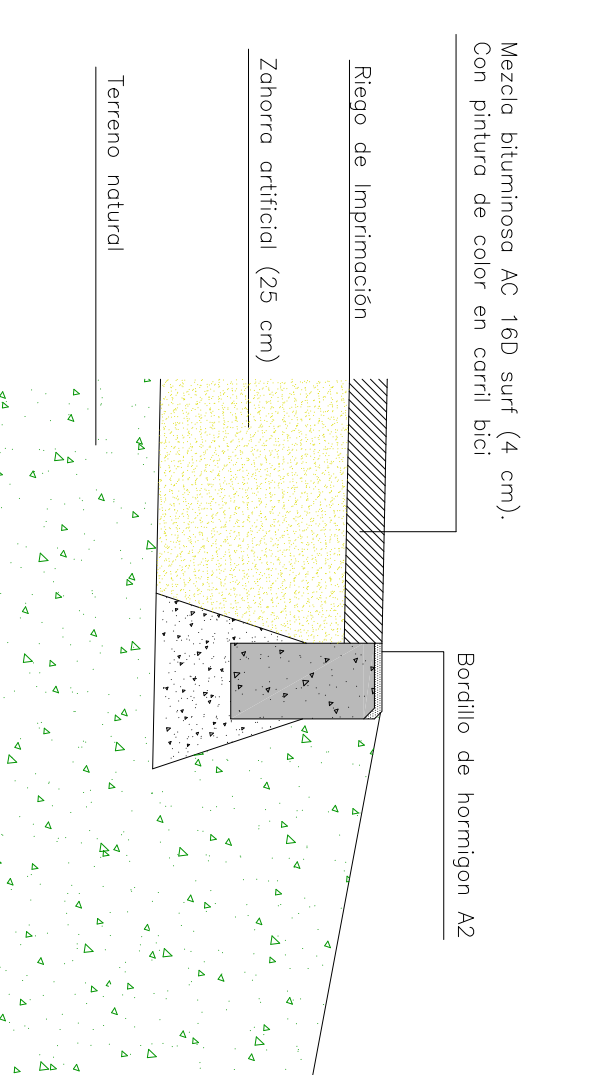 Mezcla bituminosa AC 16D surf (4 cm).
Con pintura de color en carril bici
Bordillo de hormigon A2
Riego de Imprimación
Zahorra artificial (25 cm)
Terreno natural